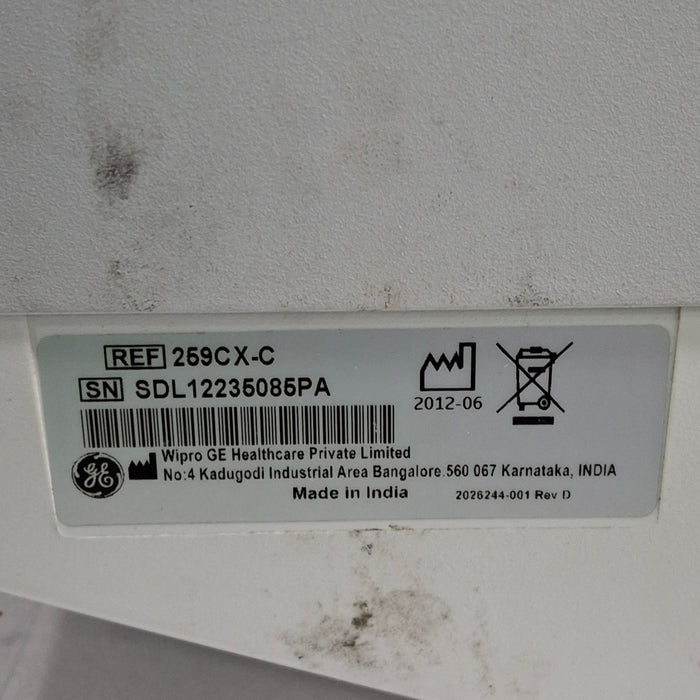 REF 259CX-C
SN SDL12235085PA
2012-06
GE
Wipro GE Healthcare Private Limited
No:4 Kadugodi Industrial Area Bangalore.560 067 Karnataka, INDIA
Made in India
2026244-001 Rev D